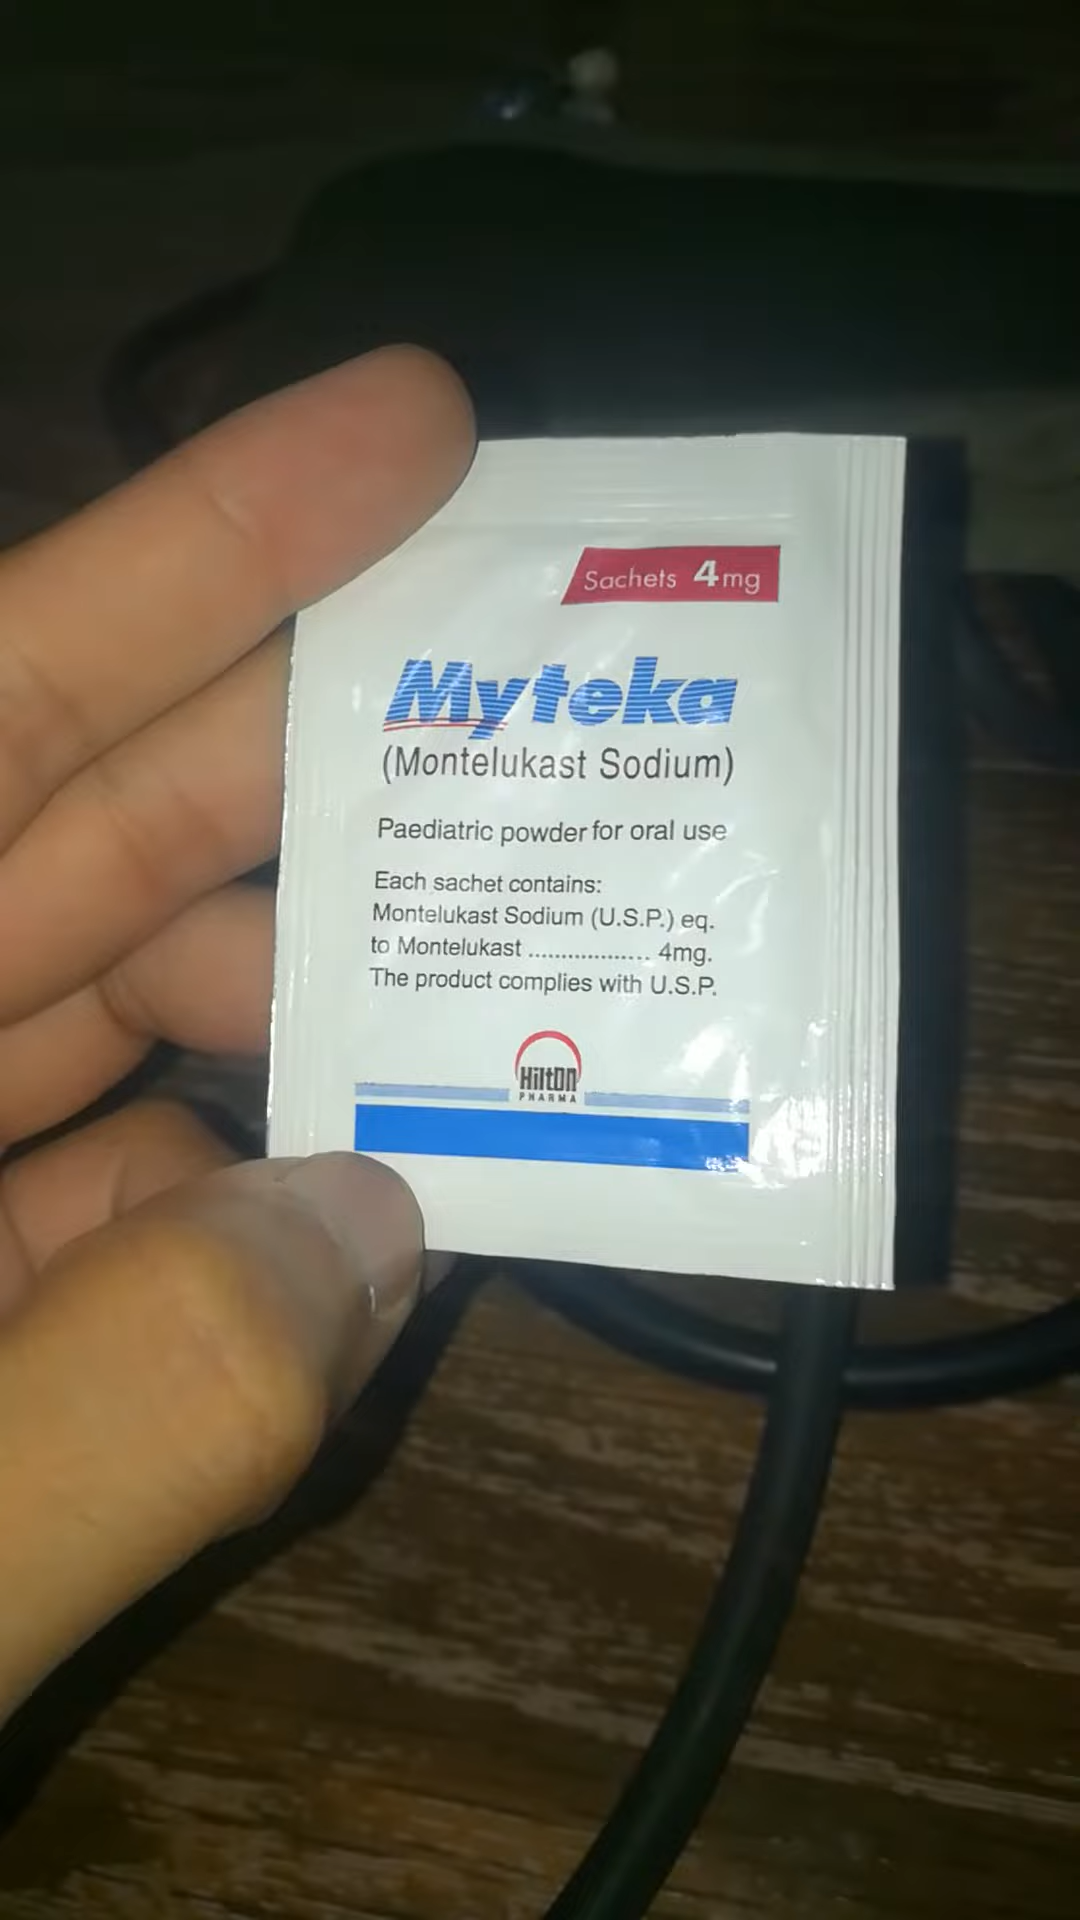 Sachets 4mg
Myteka
(Montelukast Sodium)
Paediatric powder for oral use
Each sachet contains:
Montelukast Sodium (U.S.P.) eq.
to Montelukast .................. 4mg.
The product complies with U.S.P.
HiltOn
PHARMA